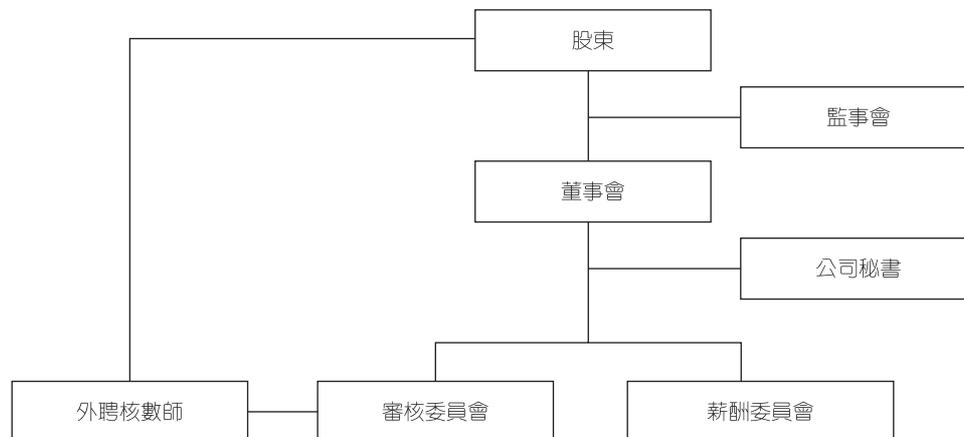 股東
監事會
董事會
公司秘書
外聘核數師
審核委員會
薪酬委員會